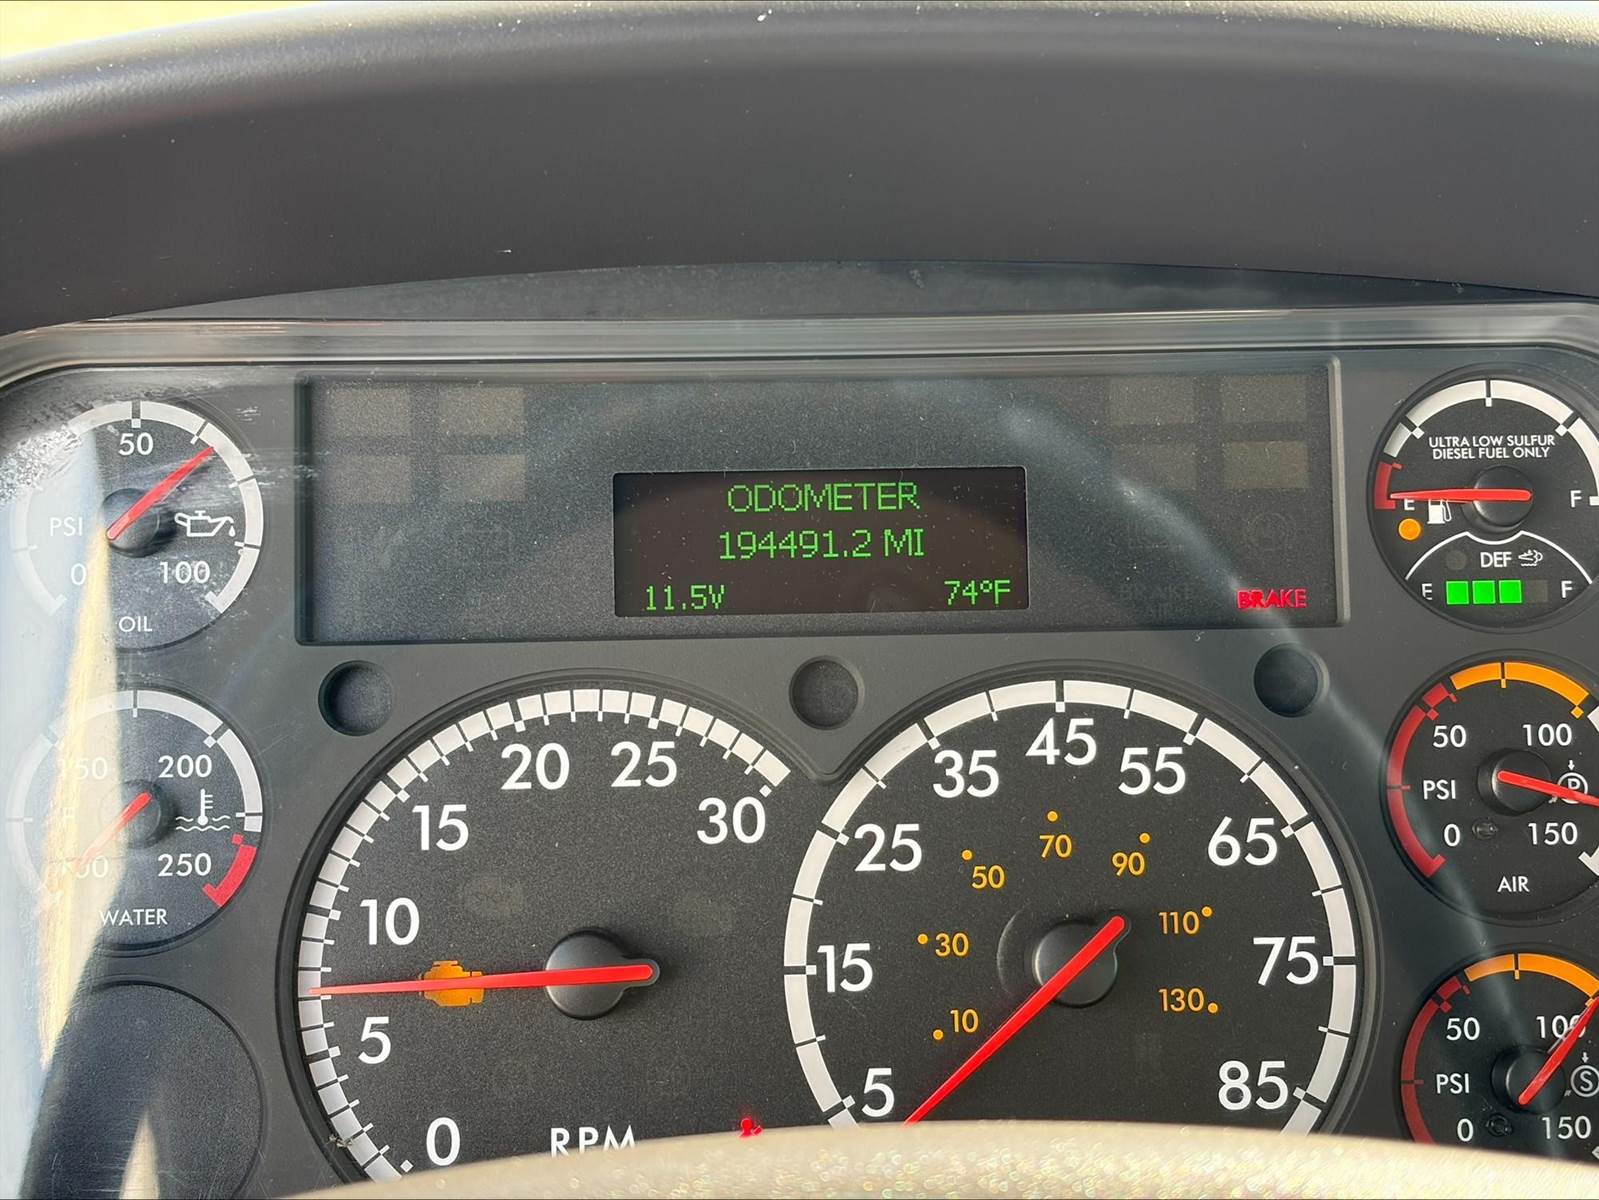 ODOMETER
194491.2 MI
11.5V 74°F
BRAKE
50
PSI
0 100
OIL
200
250
WATER
ULTRA LOW SULFUR
DIESEL FUEL ONLY
E F
DEF
E F
50 100
PSI P
0 150
AIR
50 100
PSI S
0 150
0 5 10 15 20 25 30
RPM
5 15 25 35 45 55 65 75 85
10 30 50 70 90 110 130